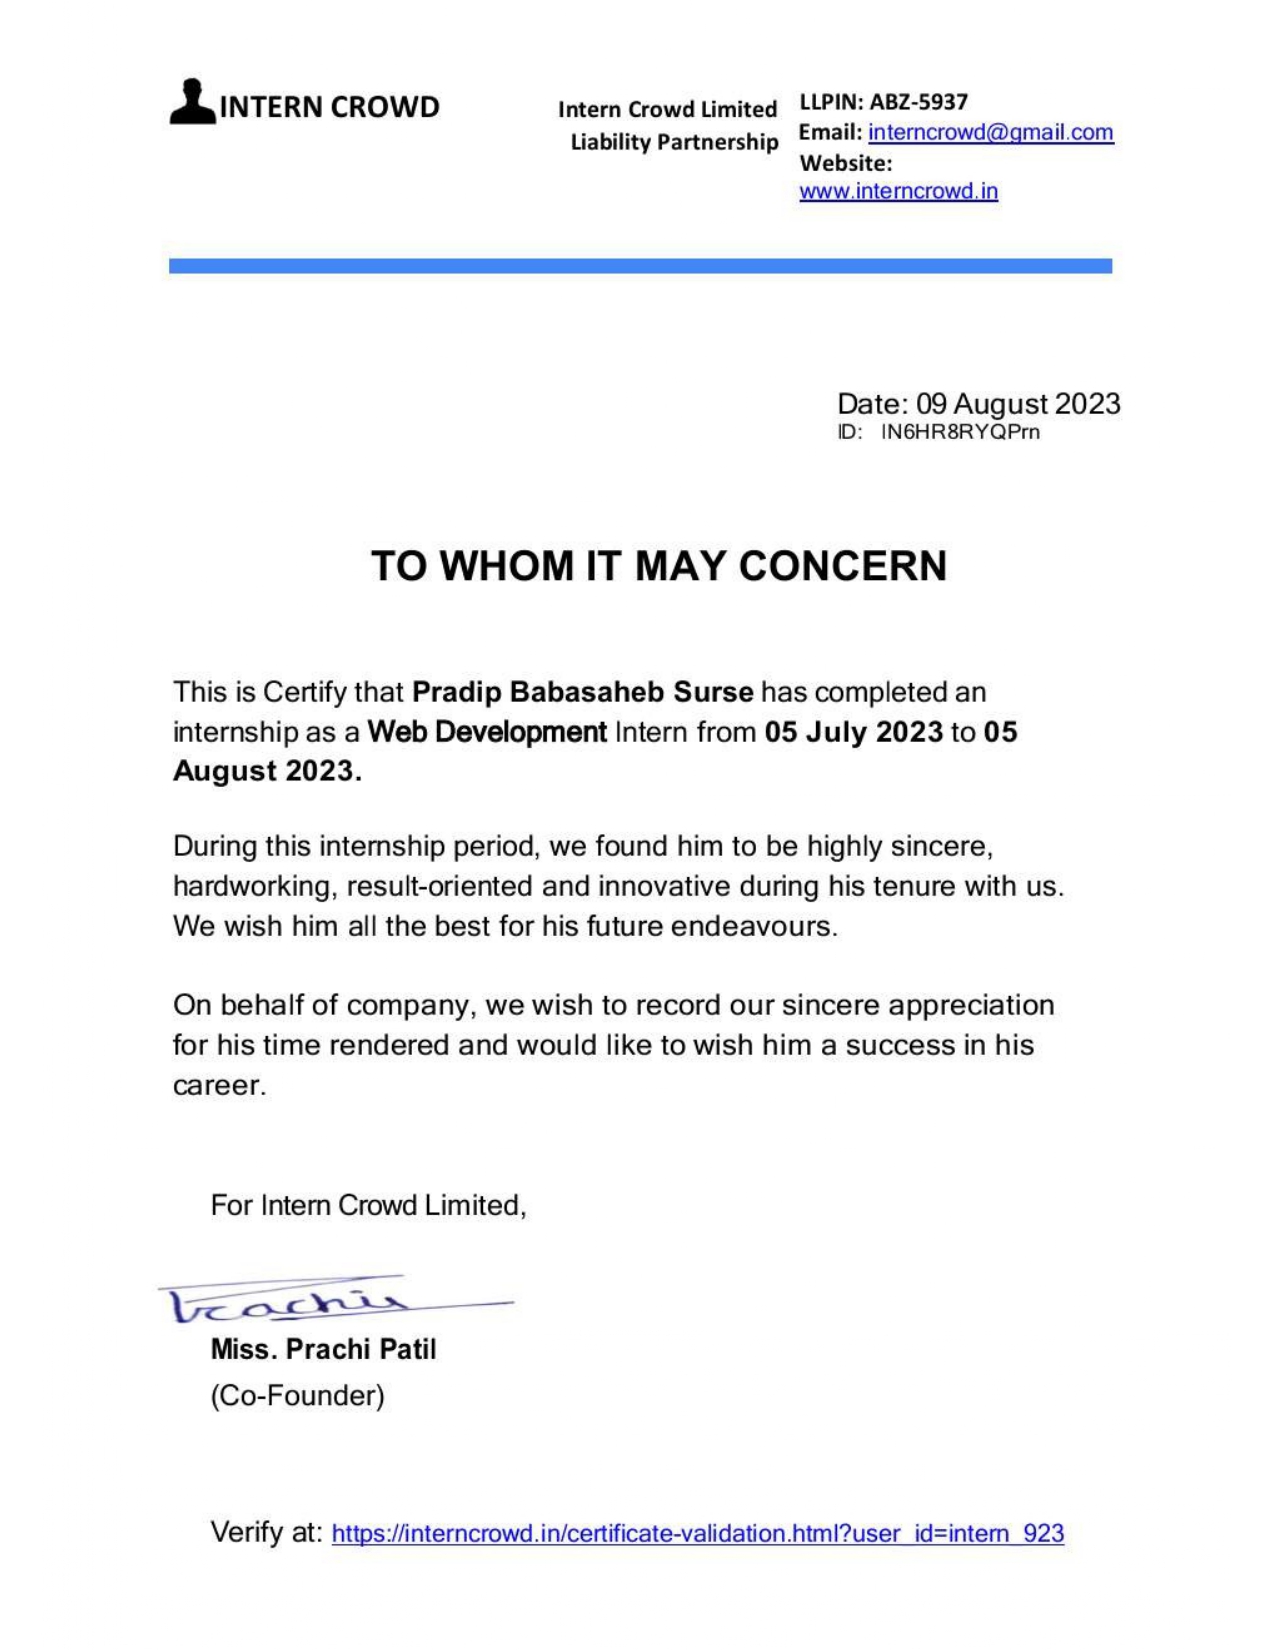 INTERN CROWD
Intern Crowd Limited
Liability Partnership
LLPIN: ABZ-5937
Email: interncrowd@gmail.com
Website:
www.interncrowd.in
Date: 09 August 2023
ID: IN6HR8RYQPrn
TO WHOM IT MAY CONCERN
This is Certify that Pradip Babasaheb Surse has completed an
internship as a Web Development Intern from 05 July 2023 to 05
August 2023.
During this internship period, we found him to be highly sincere,
hardworking, result-oriented and innovative during his tenure with us.
We wish him all the best for his future endeavours.
On behalf of company, we wish to record our sincere appreciation
for his time rendered and would like to wish him a success in his
career.
For Intern Crowd Limited,
Prachi
Miss. Prachi Patil
(Co-Founder)
Verify at: https://interncrowd.in/certificate-validation.html?user_id=intern_923